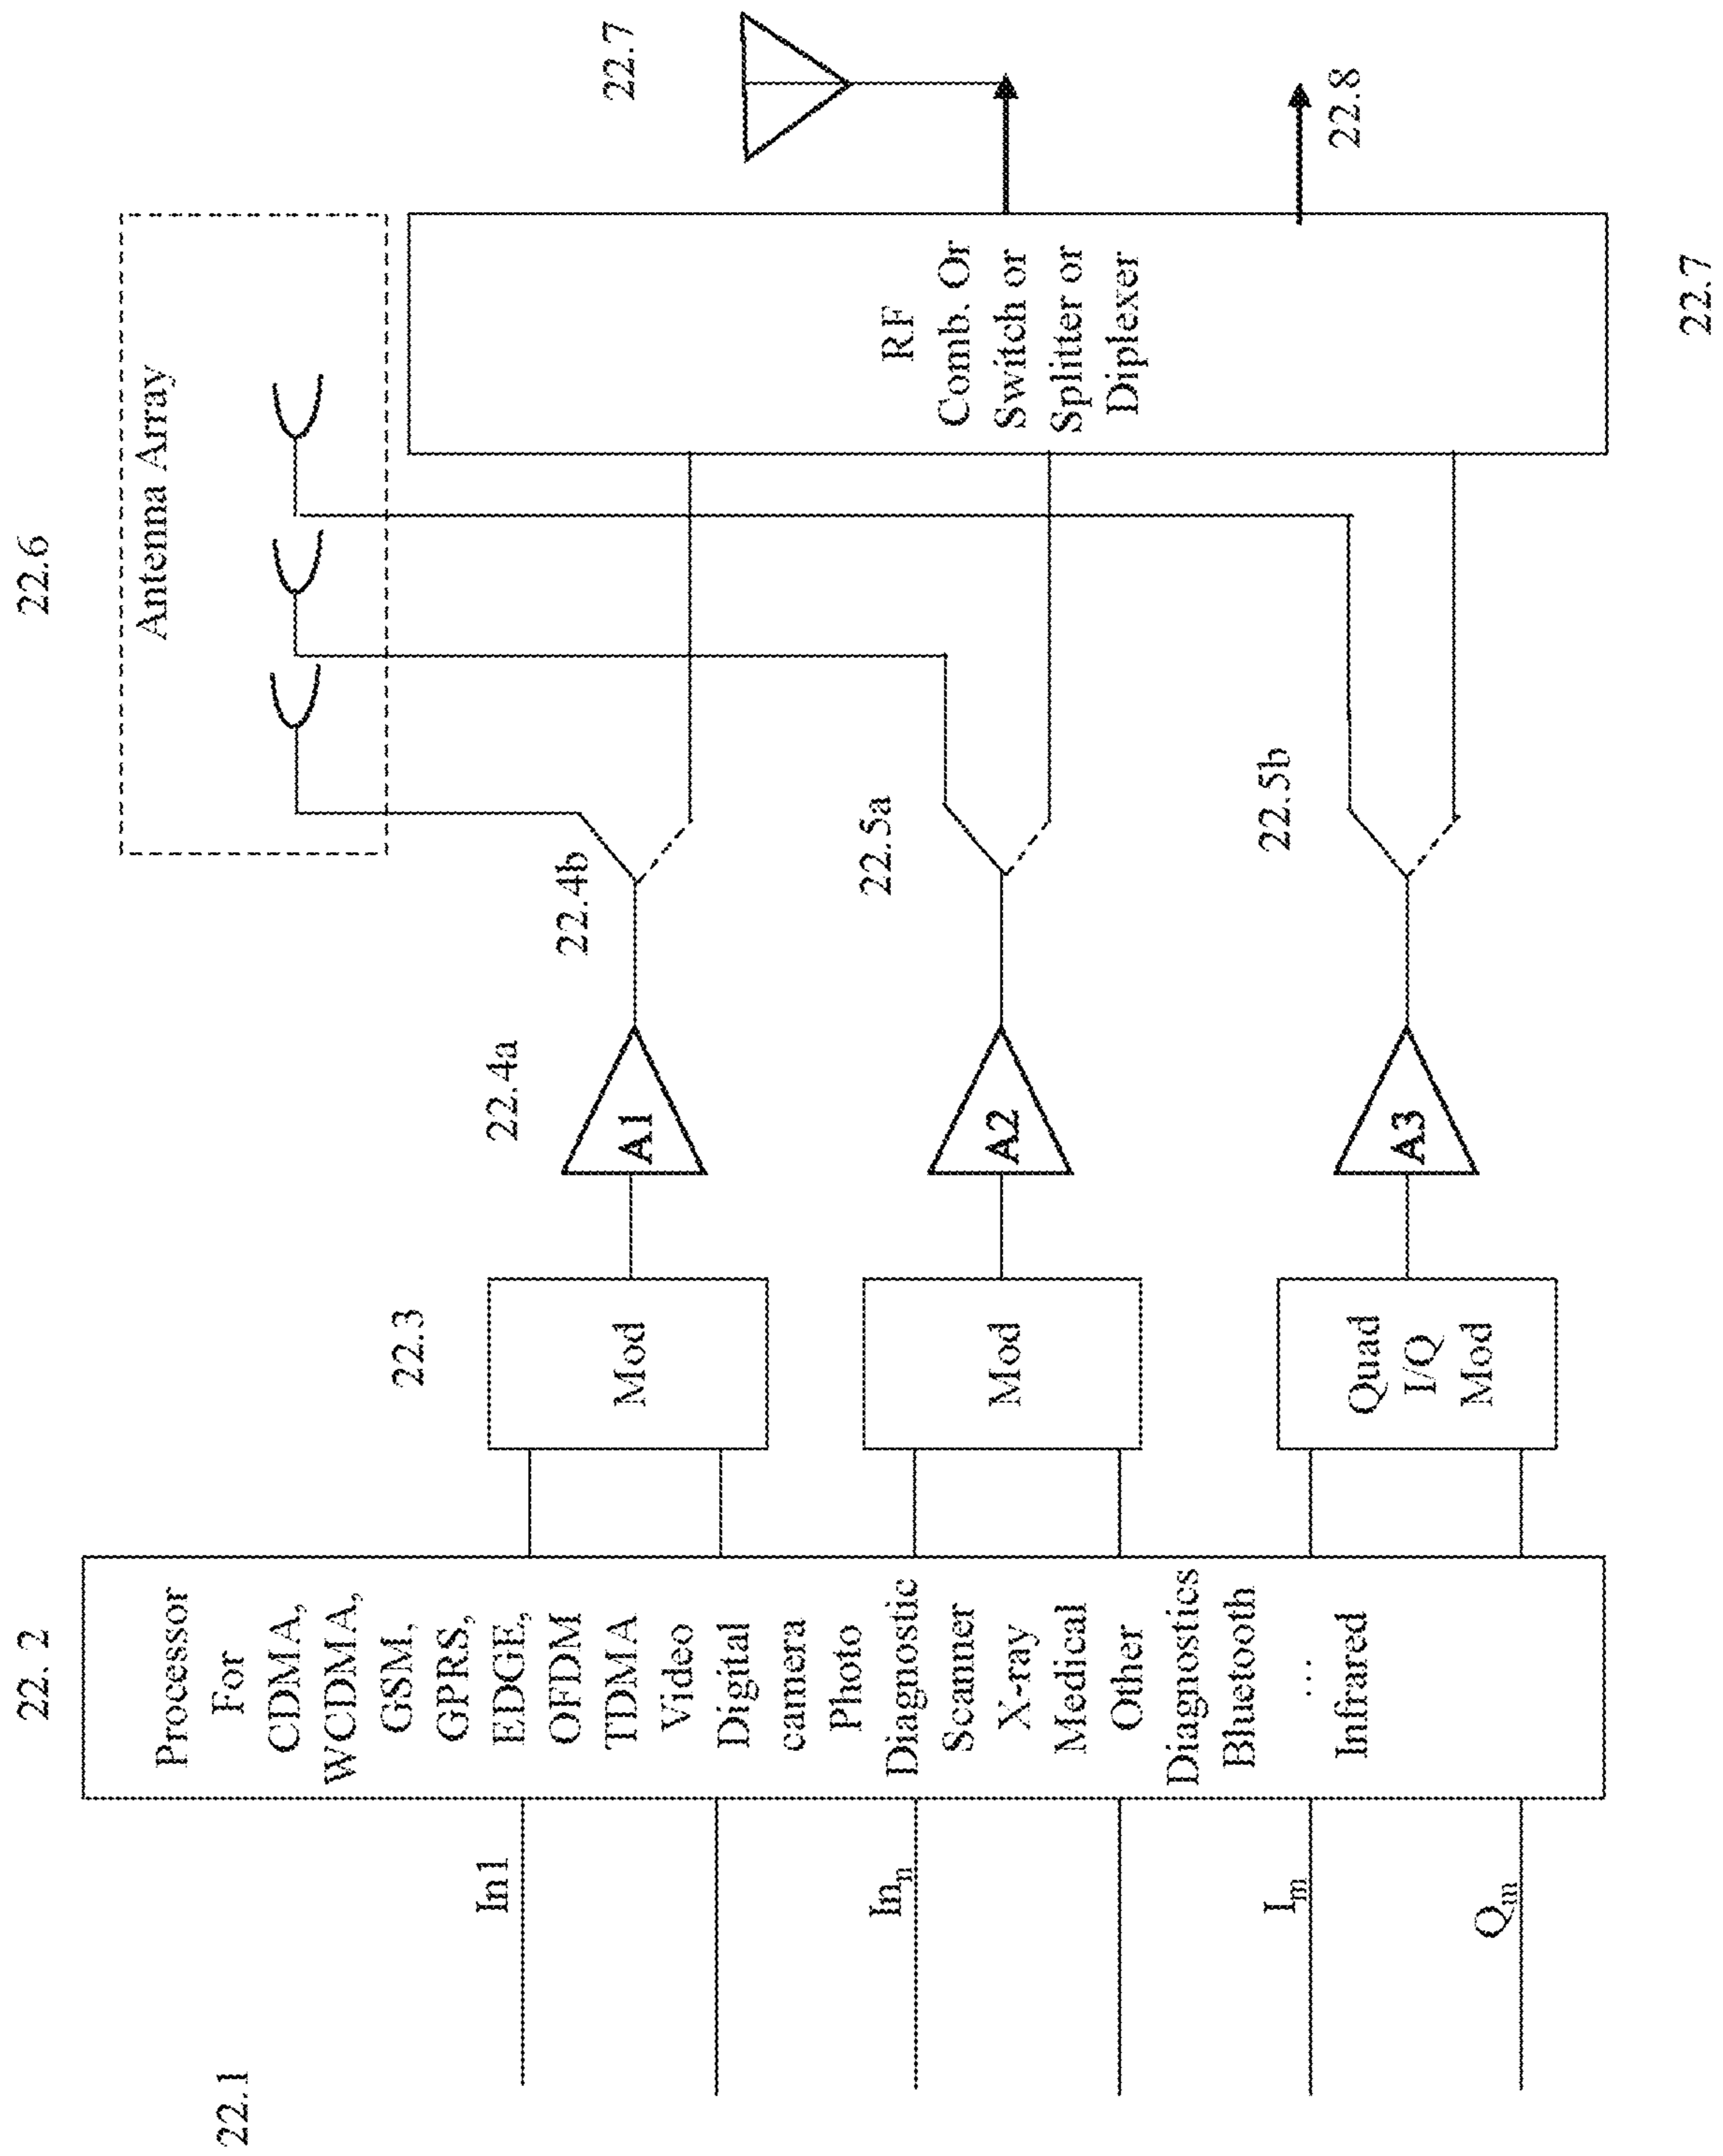 22.1
22. 2
Processor
For
CDMA,
WCDMA,
GSM,
GPRS,
EDGE,
OFDM
TDMA
Video
Digital
camera
Photo
Diagnostic
Scanner
X-ray
Medical
Other
Diagnostics
Bluetooth
...
Infrared
In1
Inn
Im
Qm
22.3
Mod
Mod
Quad
I/Q
Mod
22.4a
A1
A2
A3
22.4b
22.5a
22.5b
22.6
Antenna Array
RF
Comb. Or
Switch or
Splitter or
Diplexer
22.7
22.7
22.8